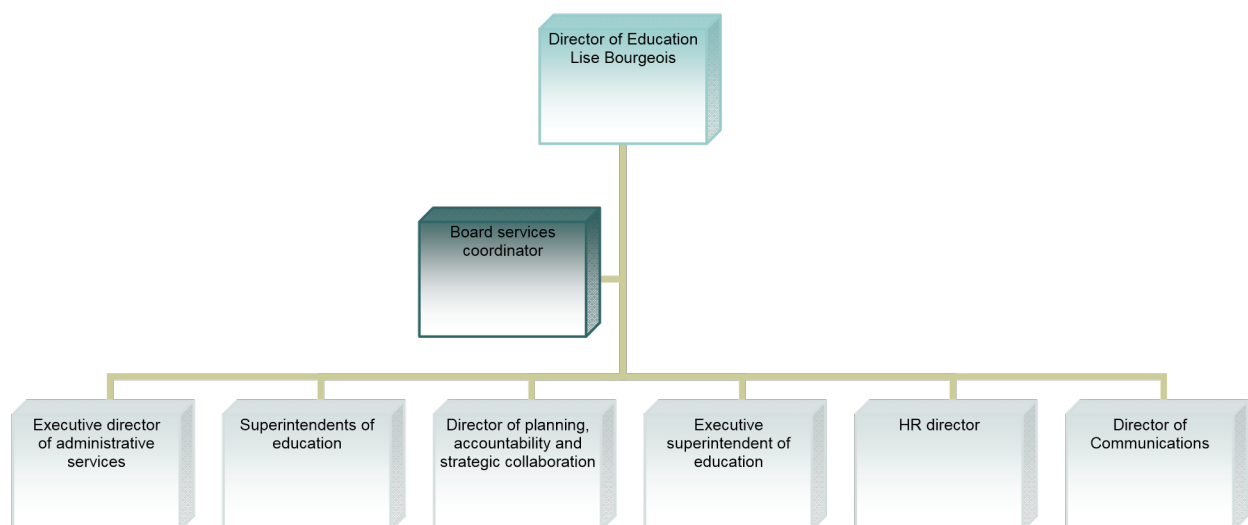 Director of Education
Lise Bourgeois
Board services
coordinator
Executive director
of administrative
services
Superintendents of
education
Director of planning,
accountability and
strategic collaboration
Executive
superintendent of
education
HR director
Director of
Communications